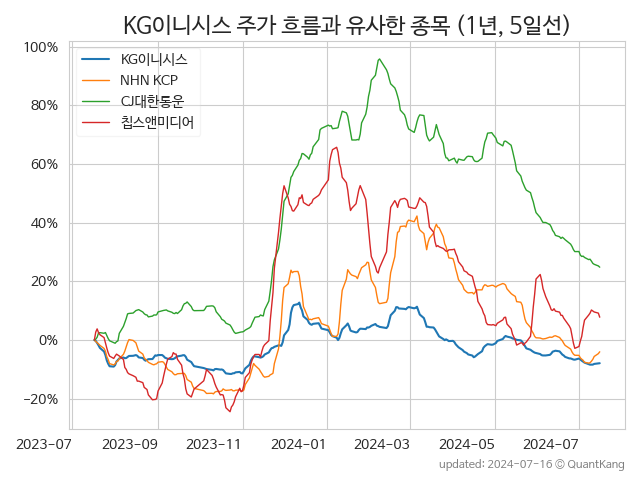 KG이니시스 주가 흐름과 유사한 종목 (1년, 5일선)
100%
80%
60%
40%
20%
0%
−20%
KG이니시스
NHN KCP
CJ대한통운
칩스앤미디어
2023-07 2023-09 2023-11 2024-01 2024-03 2024-05 2024-07
updated: 2024-07-16 © QuantKang